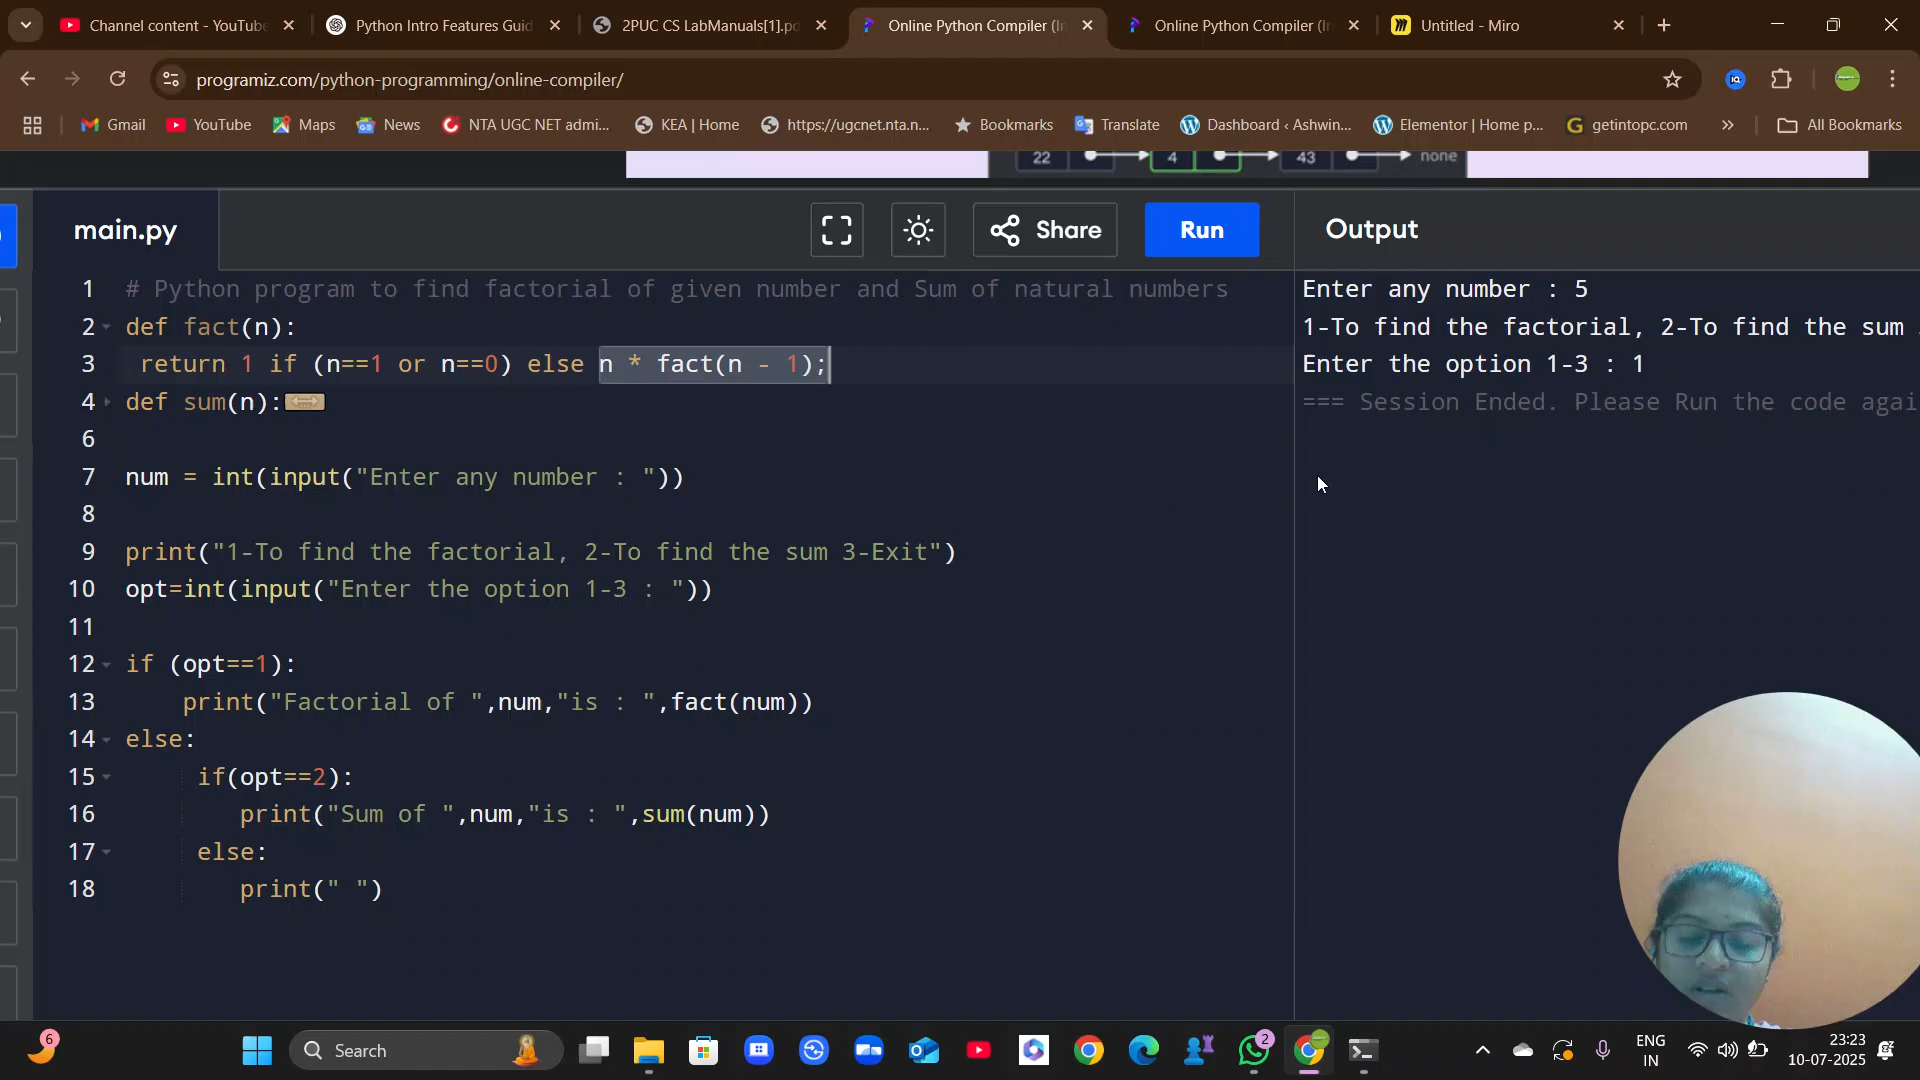 Channel content - YouTube
Python Intro Features Guid
2PUC CS LabManuals[1].pd
Online Python Compiler (In
Online Python Compiler (In
Untitled - Miro
programiz.com/python-programming/online-compiler/
Gmail
YouTube
Maps
News
NTA UGC NET admi...
KEA | Home
https://ugcnet.nta.n...
Bookmarks
Translate
Dashboard ‹ Ashwin...
Elementor | Home p...
getintopc.com
All Bookmarks
22 4 43 none
main.py
Share
Run
Output
1 # Python program to find factorial of given number and Sum of natural numbers
2 def fact(n):
3 return 1 if (n==1 or n==0) else n * fact(n - 1);
4 def sum(n):
6
7 num = int(input("Enter any number : "))
8
9 print("1-To find the factorial, 2-To find the sum 3-Exit")
10 opt=int(input("Enter the option 1-3 : "))
11
12 if (opt==1):
13 print("Factorial of ",num,"is : ",fact(num))
14 else:
15 if(opt==2):
16 print("Sum of ",num,"is : ",sum(num))
17 else:
18 print(" ")
Enter any number : 5
1-To find the factorial, 2-To find the sum
Enter the option 1-3 : 1
=== Session Ended. Please Run the code agai
6
Search
2
ENG
IN
23:23
10-07-2025